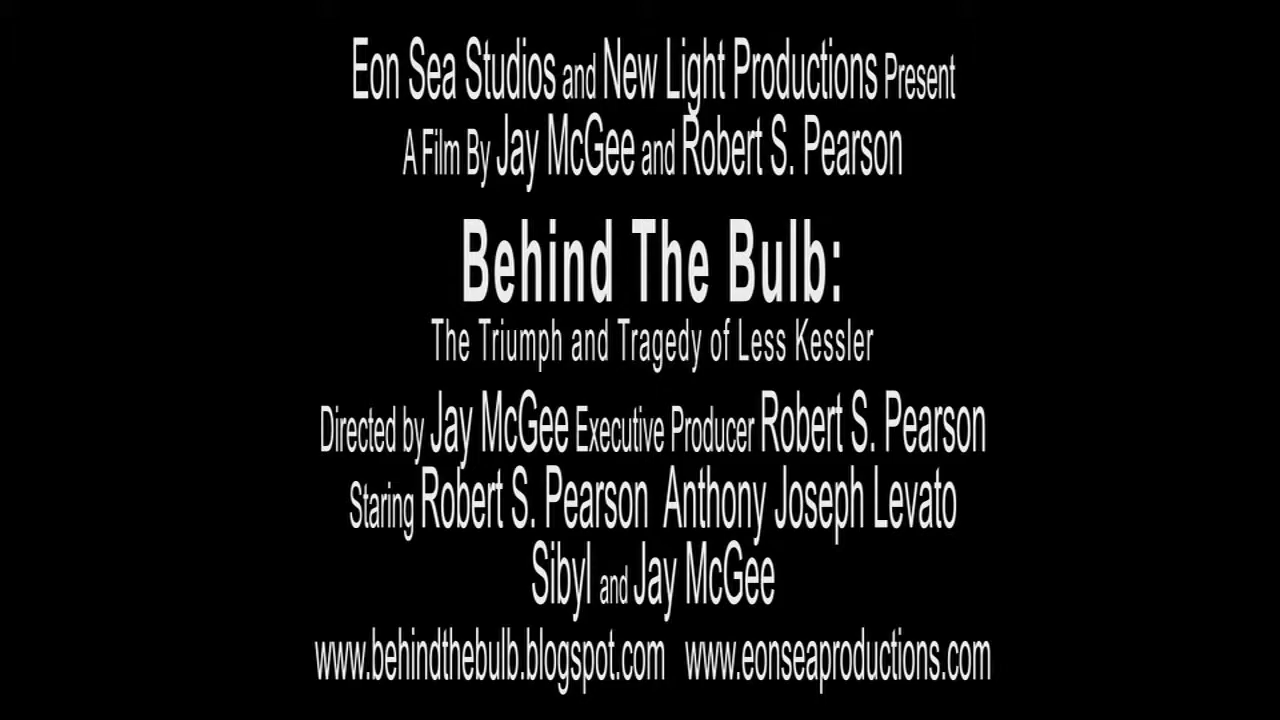 Eon Sea Studios and New Light Productions Present
A Film By Jay McGee and Robert S. Pearson
Behind The Bulb:
The Triumph and Tragedy of Less Kessler
Directed by Jay McGee Executive Producer Robert S. Pearson
Staring Robert S. Pearson Anthony Joseph Levato
Sibyl and Jay McGee
www.behindthebulb.blogspot.com www.eonseaproductions.com